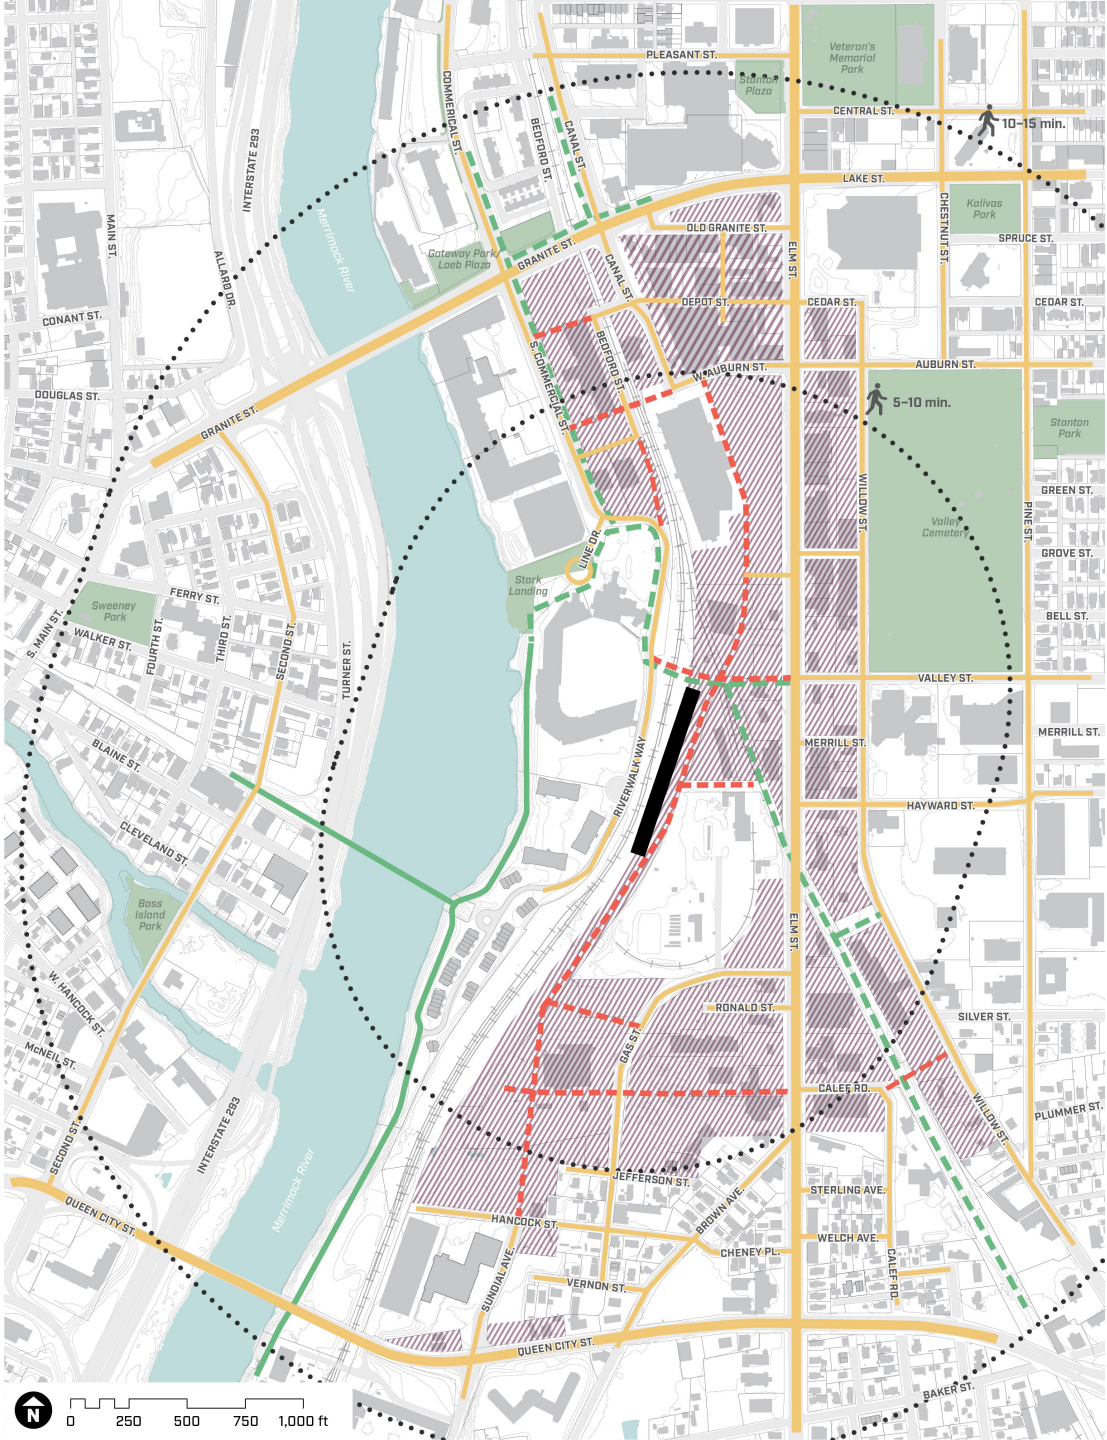 PLEASANT ST.
Veteran's
Memorial
Park
Stanton
Plaza
COMMERICAL ST.
BEDFORD ST.
CANAL ST.
CENTRAL ST.
10–15 min.
INTERSTATE 293
LAKE ST.
Merrimack River
MAIN ST.
ALLARD DR.
CHESTNUT ST.
Kalivas
Park
OLD GRANITE ST.
SPRUCE ST.
Gateway Park/
Loeb Plaza
GRANITE ST.
CANAL ST.
ELM ST.
DEPOT ST.
CEDAR ST.
CEDAR ST.
CONANT ST.
S. COMMERCIAL ST.
BEDFORD ST.
W. AUBURN ST.
AUBURN ST.
DOUGLAS ST.
5–10 min.
GRANITE ST.
Stanton
Park
WILLOW ST.
GREEN ST.
PINE ST.
Valley
Cemetery
LINE DR.
GROVE ST.
Stark
Landing
FERRY ST.
Sweeney
Park
BELL ST.
S. MAIN ST.
WALKER ST.
FOURTH ST.
THIRD ST.
SECOND ST.
TURNER ST.
VALLEY ST.
BLAINE ST.
MERRILL ST.
MERRILL ST.
RIVERWALK WAY
HAYWARD ST.
CLEVELAND ST.
Bass
Island
Park
ELM ST.
W. HANCOCK ST.
RONALD ST.
SILVER ST.
GAS ST.
McNEIL ST.
CALEF RD.
WILLOW ST.
PLUMMER ST.
INTERSTATE 293
SECOND ST.
JEFFERSON ST.
STERLING AVE.
Merrimack River
QUEEN CITY ST.
HANCOCK ST.
BROWN AVE.
WELCH AVE.
CHENEY PL.
CALEF RD.
SUNDIAL AVE.
VERNON ST.
QUEEN CITY ST.
BAKER ST.
N
0 250 500 750 1,000 ft